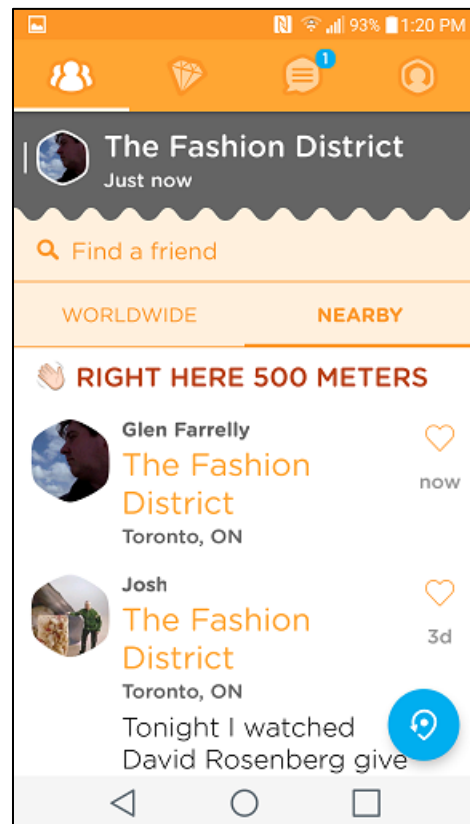 93% 1:20 PM
1
The Fashion District
Just now
Find a friend
WORLDWIDE NEARBY
RIGHT HERE 500 METERS
Glen Farrelly
The Fashion
District
now
Toronto, ON
Josh
The Fashion
District
3d
Toronto, ON
Tonight I watched
David Rosenberg give